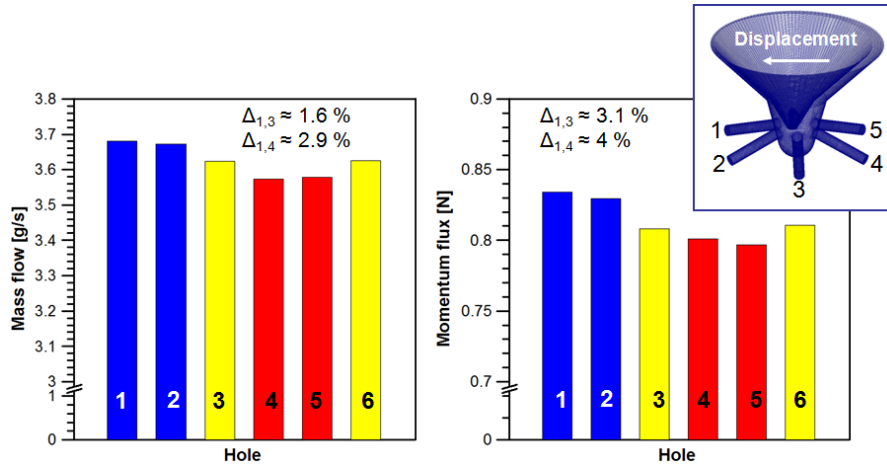 Displacement
1
2
3
4
5
Δ1,3 ≈ 1.6 %
Δ1,4 ≈ 2.9 %
Mass flow [g/s]
3.8
3.7
3.6
3.5
3.4
3.3
3.2
3.1
3
1
0
1 2 3 4 5 6
Hole
Δ1,3 ≈ 3.1 %
Δ1,4 ≈ 4 %
Momentum flux [N]
0.9
0.85
0.8
0.75
0.7
0
1 2 3 4 5 6
Hole